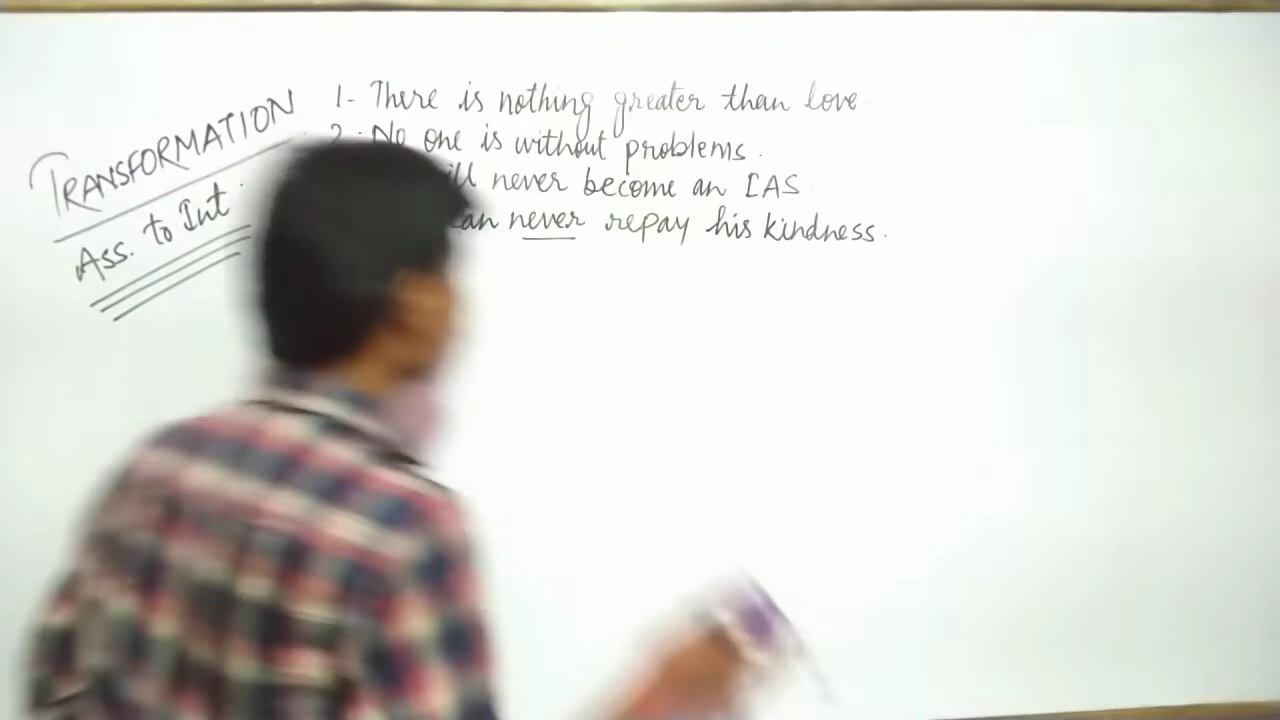 TRANSFORMATION
Ass. to Int
1- There is nothing greater than love
2. No one is without problems.
never become an IAS
never repay his kindness.